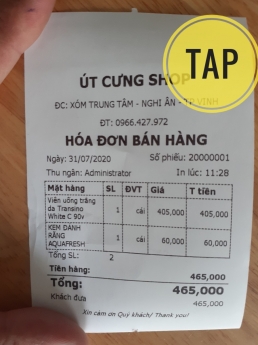 TAP
ÚT CƯNG SHOP
ĐC: XÓM TRUNG TÂM - NGHI ÂN - TP VINH
ĐT: 0966.427.972
HÓA ĐƠN BÁN HÀNG
Ngày: 31/07/2020 Số phiếu: 20000001
Thu ngân: Administrator In lúc: 11:28
Mặt hàng SL ĐVT Giá T tiền
Viên uống trắng
da Transino
White C 90v 1 cái 405,000 405,000
KEM ĐANH
RĂNG
AQUAFRESH 1 cái 60,000 60,000
Tổng SL: 2
Tiền hàng: 465,000
Tổng: 465,000
Khách đưa 465,000
Xin cảm ơn Quý khách/ Thank you!